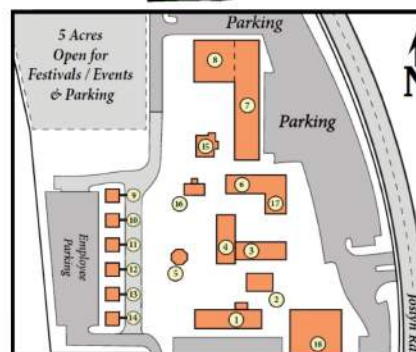 5 Acres
Open for
Festivals / Events
& Parking
Parking
8
7
Parking
15
6
9
16
17
10
Employee
Parking
11
4
3
5
12
2
13
14
1
18
N